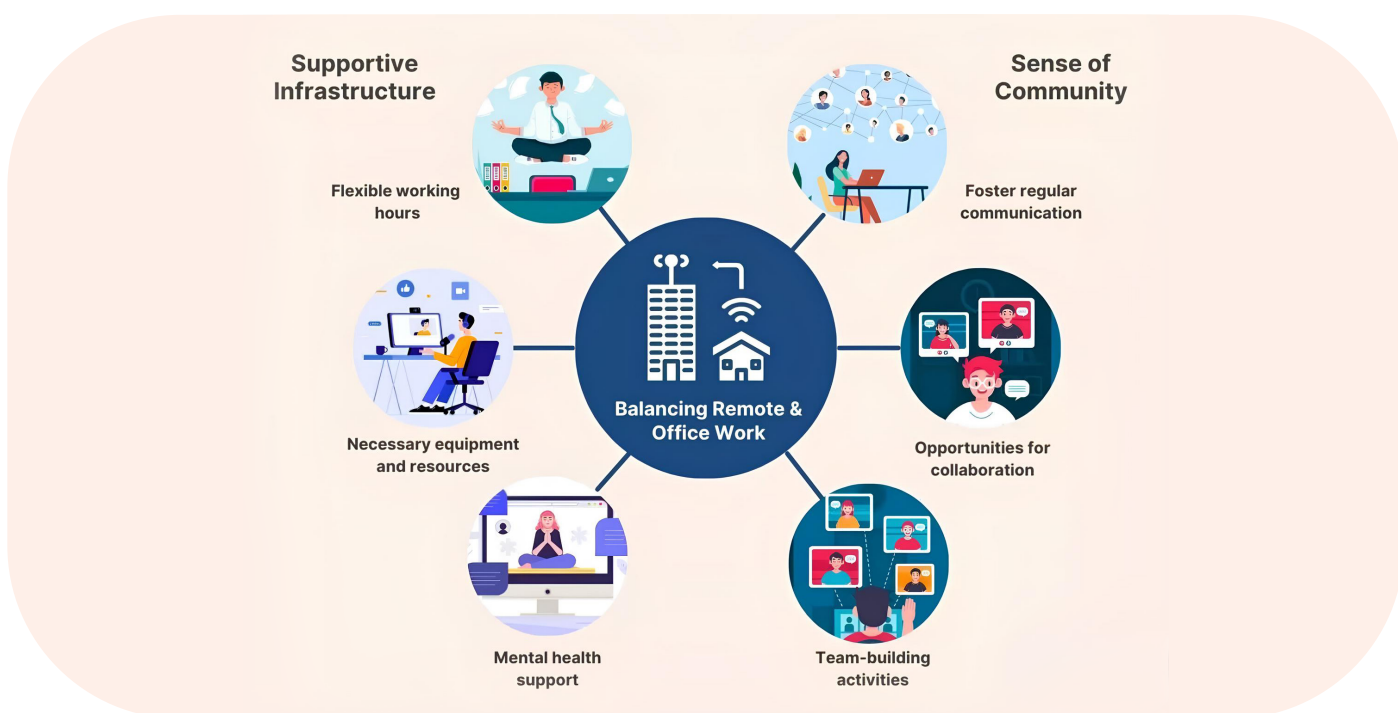 Supportive
Infrastructure
Flexible working
hours
Necessary equipment
and resources
Mental health
support
Balancing Remote &
Office Work
Sense of
Community
Foster regular
communication
Opportunities for
collaboration
Team-building
activities